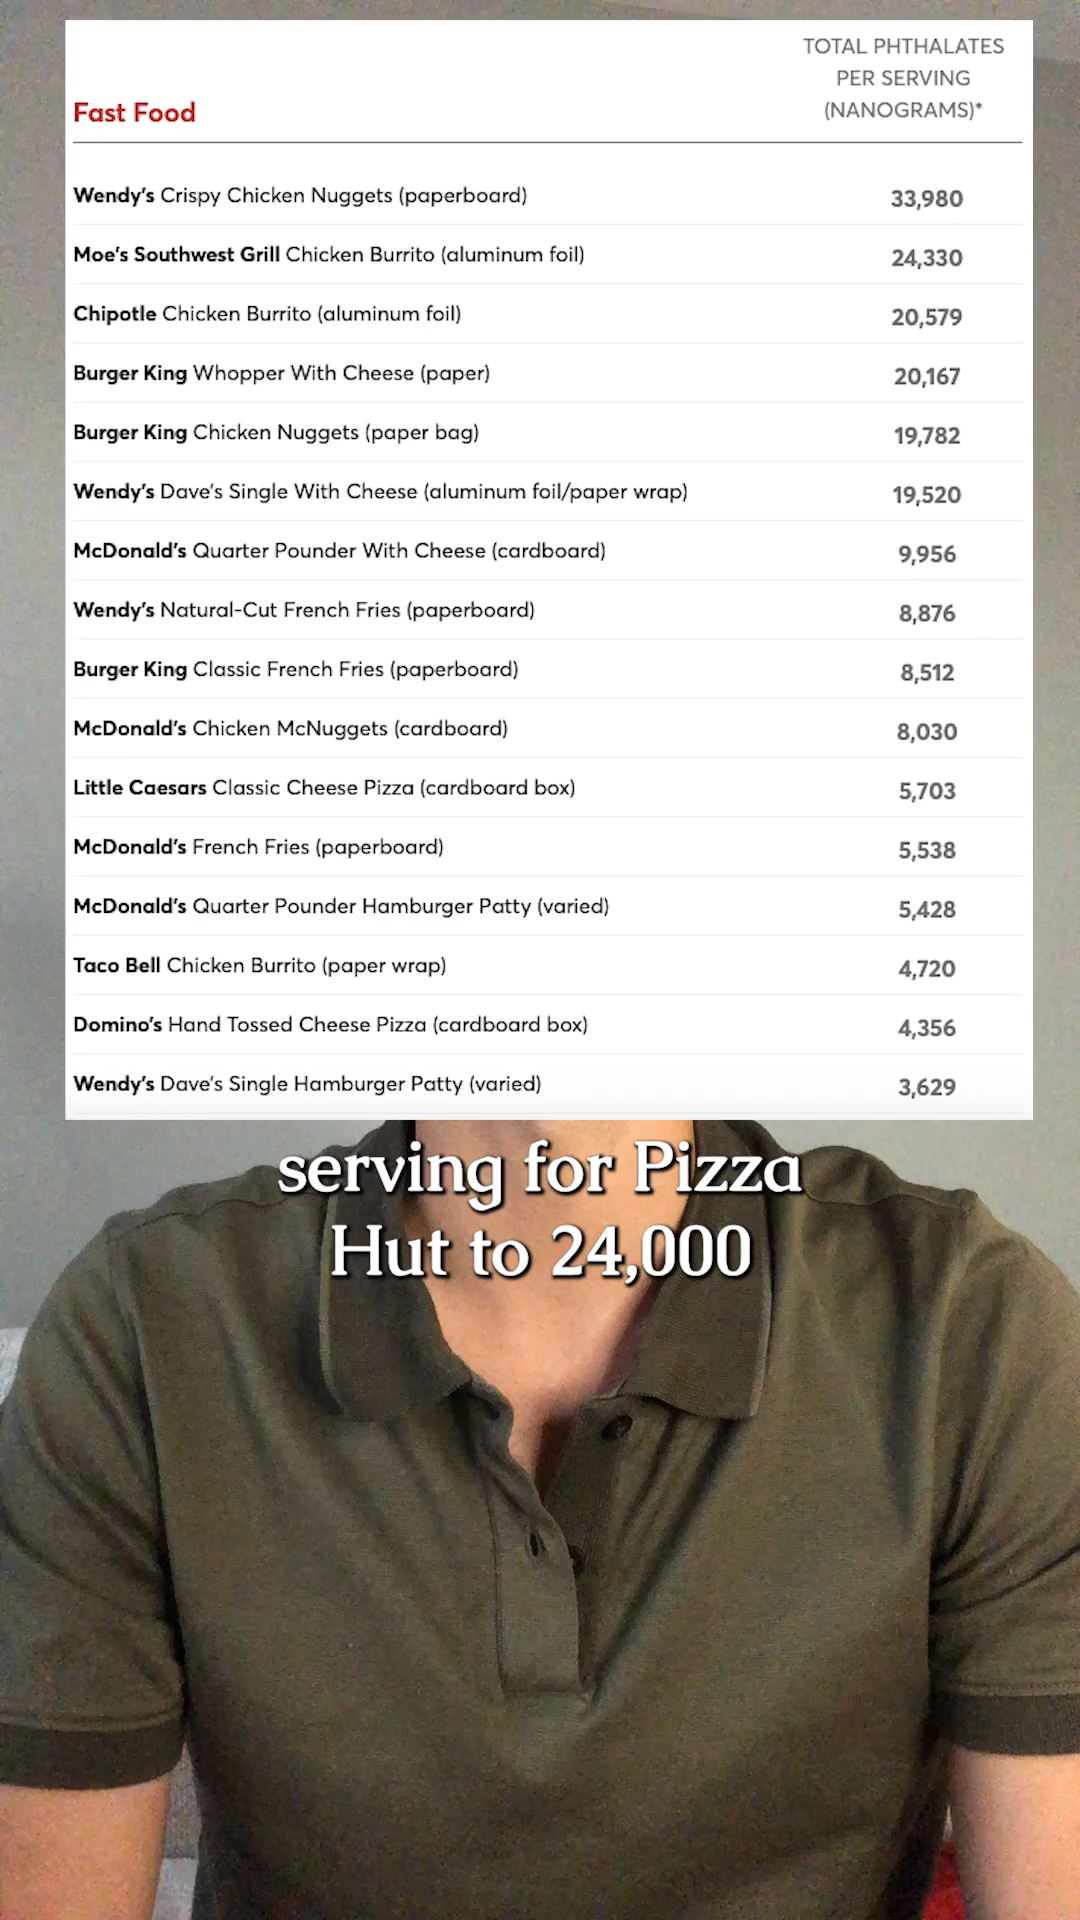 TOTAL PHTHALATES
PER SERVING
(NANOGRAMS)*
Fast Food
Wendy's Crispy Chicken Nuggets (paperboard) 33,980
Moe's Southwest Grill Chicken Burrito (aluminum foil) 24,330
Chipotle Chicken Burrito (aluminum foil) 20,579
Burger King Whopper With Cheese (paper) 20,167
Burger King Chicken Nuggets (paper bag) 19,782
Wendy's Dave's Single With Cheese (aluminum foil/paper wrap) 19,520
McDonald's Quarter Pounder With Cheese (cardboard) 9,956
Wendy's Natural-Cut French Fries (paperboard) 8,876
Burger King Classic French Fries (paperboard) 8,512
McDonald's Chicken McNuggets (cardboard) 8,030
Little Caesars Classic Cheese Pizza (cardboard box) 5,703
McDonald's French Fries (paperboard) 5,538
McDonald's Quarter Pounder Hamburger Patty (varied) 5,428
Taco Bell Chicken Burrito (paper wrap) 4,720
Domino's Hand Tossed Cheese Pizza (cardboard box) 4,356
Wendy's Dave's Single Hamburger Patty (varied) 3,629
serving for Pizza
Hut to 24,000